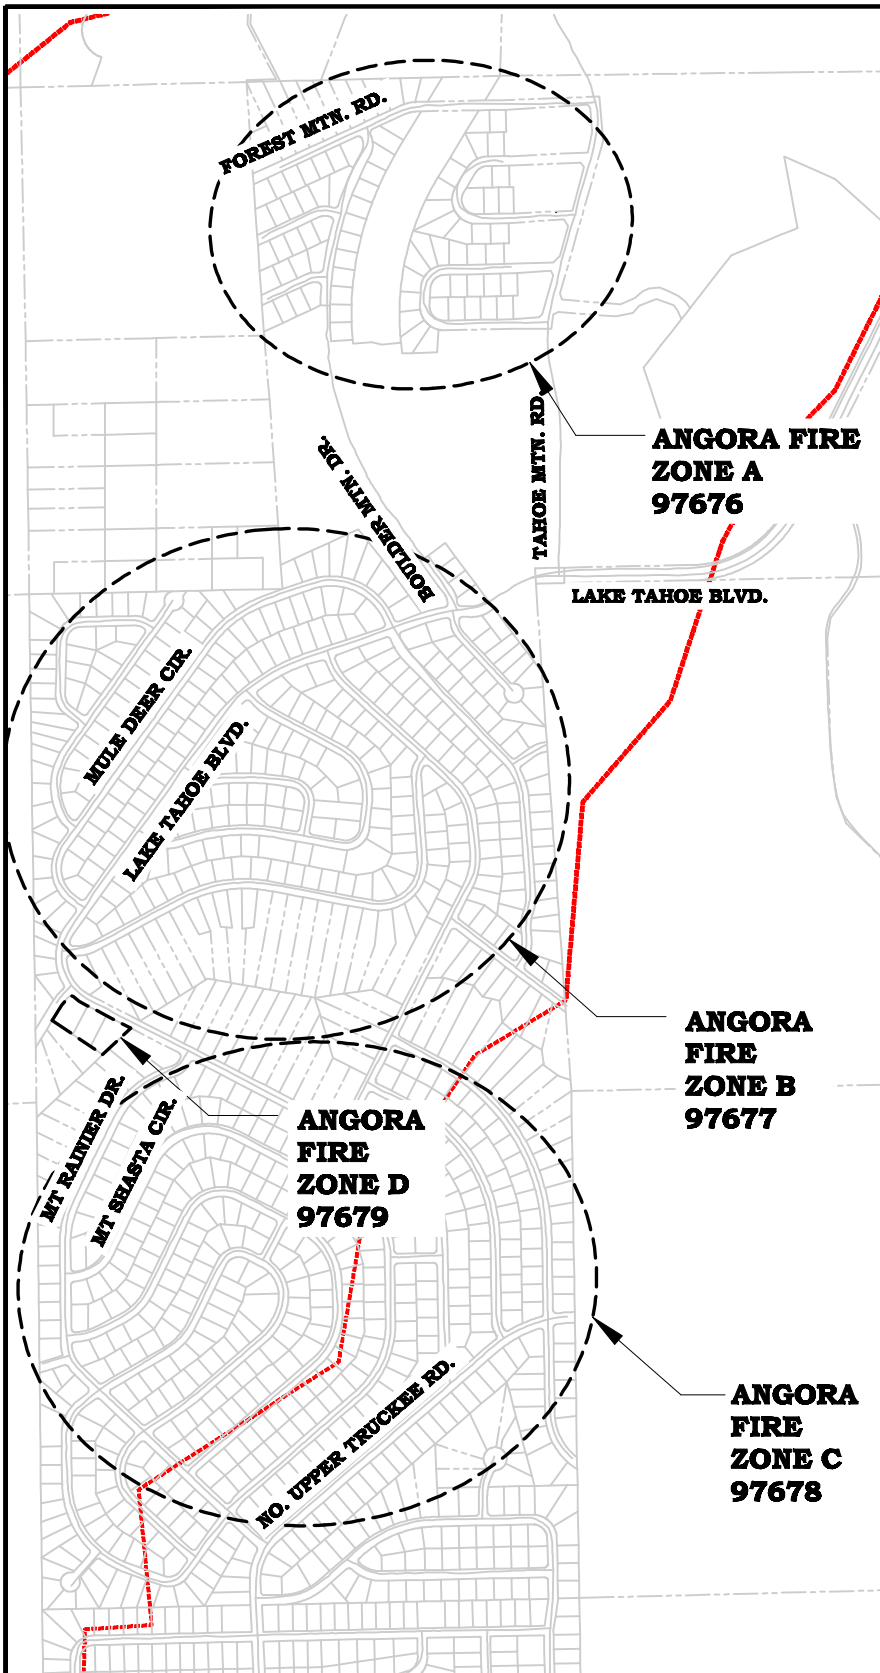 FOREST MTN. RD.
ANGORA FIRE
ZONE A
97676
TAHOE MTN. RD.
BOULDER MTN. DR.
LAKE TAHOE BLVD.
MULE DEER CIR.
LAKE TAHOE BLVD.
ANGORA
FIRE
ZONE B
97677
MT RAINIER DR.
MT SHASTA CIR.
ANGORA
FIRE
ZONE D
97679
NO. UPPER TRUCKEE RD.
ANGORA
FIRE
ZONE C
97678